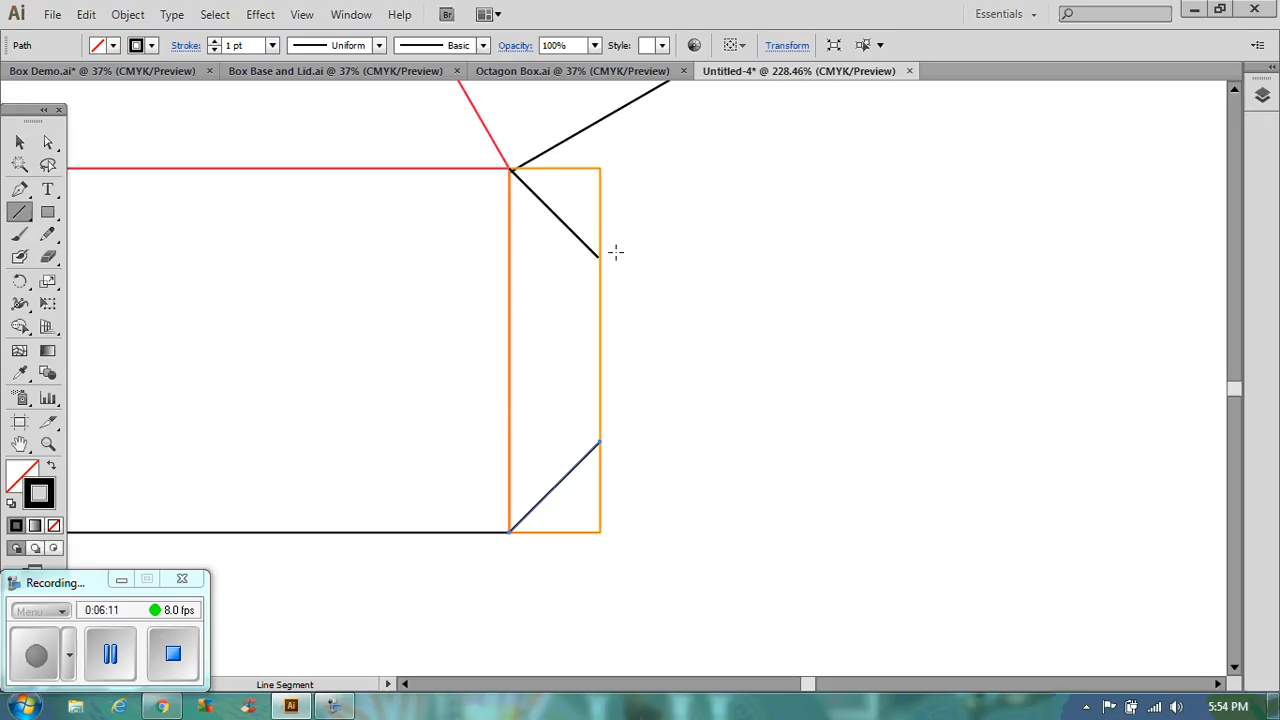 Ai File Edit Object Type Select Effect View Window Help Br Essentials
Path Stroke: 1 pt Uniform Basic Opacity: 100% Style: Transform
Box Demo.ai* @ 37% (CMYK/Preview) × Box Base and Lid.ai @ 37% (CMYK/Preview) × Octagon Box.ai @ 37% (CMYK/Preview) × Untitled-4* @ 228.46% (CMYK/Preview) ×
T
Recording...
Menu 0:06:11 8.0 fps
Line Segment
Ai 5:54 PM